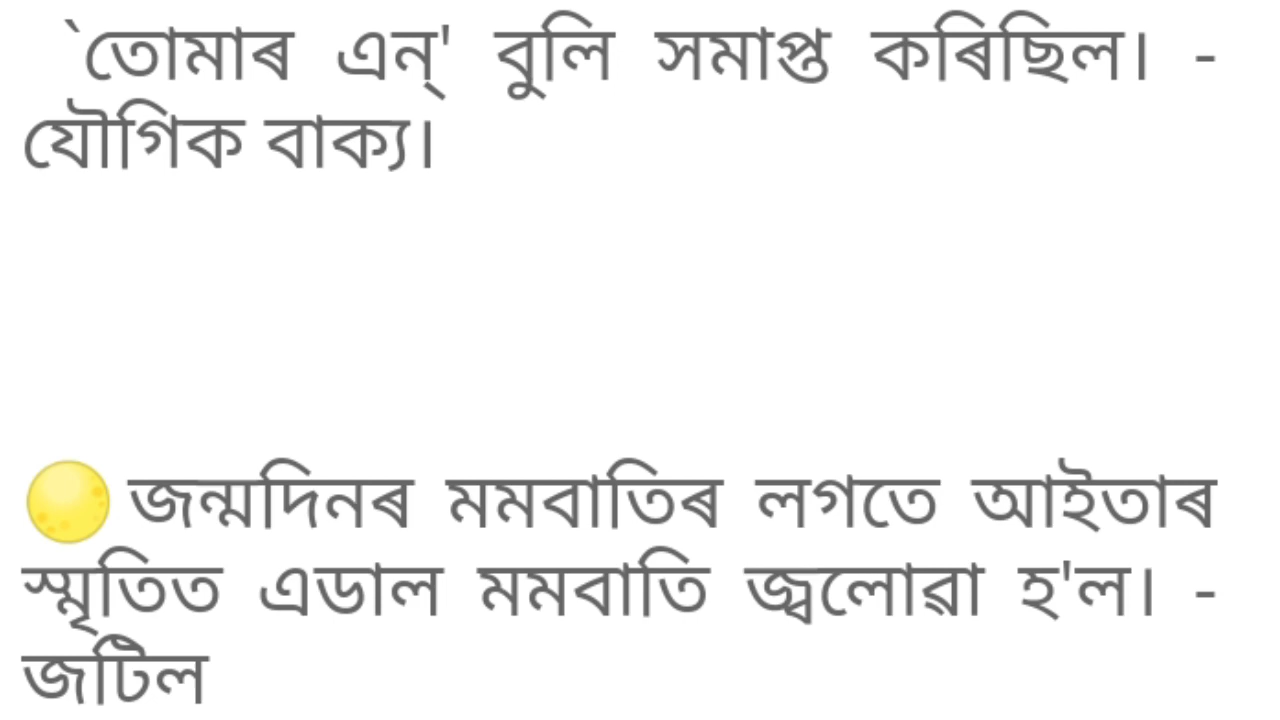 `তোমাৰ এন্' বুলি সমাপ্ত কৰিছিল। -
যৌগিক বাক্য।
জন্মদিনৰ মমবাতিৰ লগতে আইতাৰ
স্মৃতিত এডাল মমবাতি জ্বলোৱা হ'ল। -
জটিল